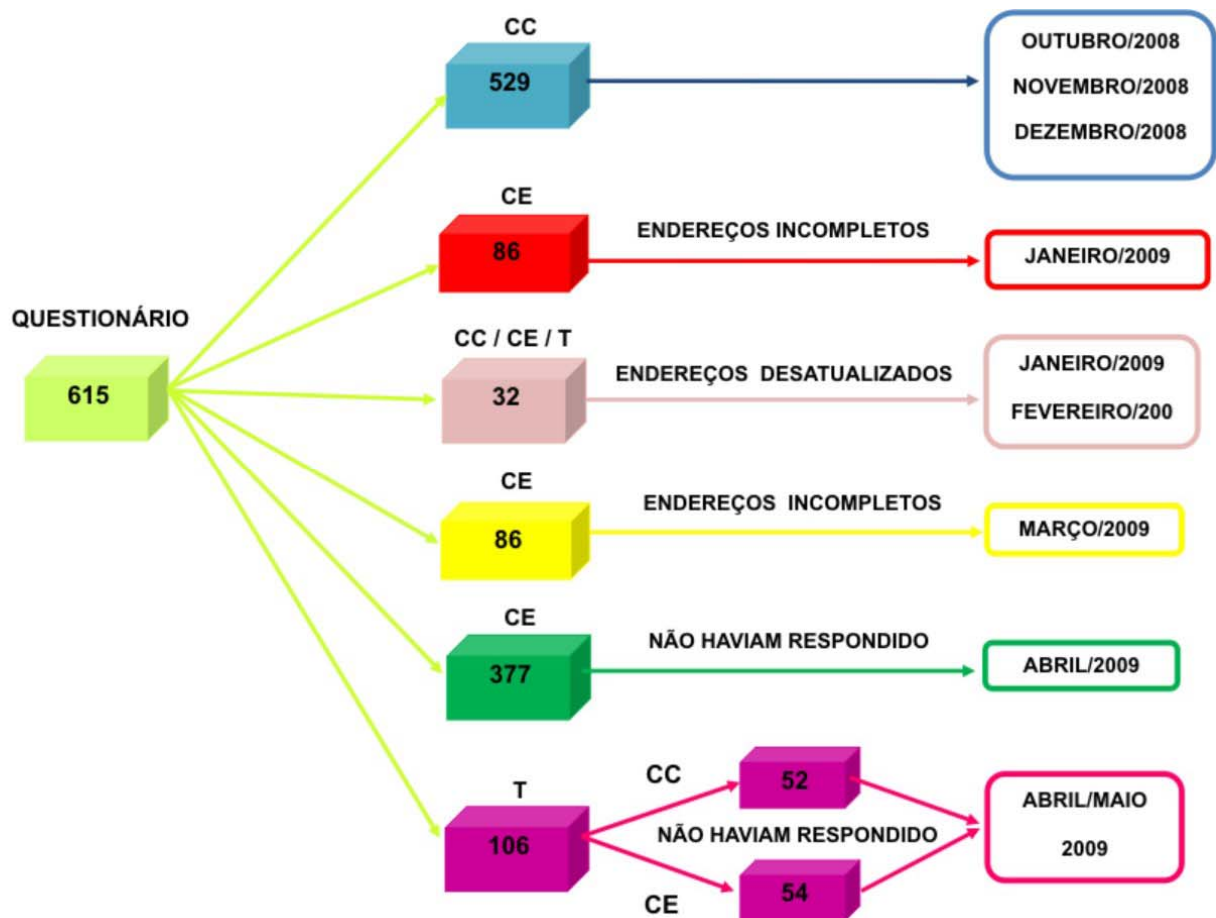 CC
529
OUTUBRO/2008
NOVEMBRO/2008
DEZEMBRO/2008
CE
86
ENDEREÇOS INCOMPLETOS
JANEIRO/2009
QUESTIONÁRIO
615
CC / CE / T
32
ENDEREÇOS DESATUALIZADOS
JANEIRO/2009
FEVEREIRO/200
CE
86
ENDEREÇOS INCOMPLETOS
MARÇO/2009
CE
377
NÃO HAVIAM RESPONDIDO
ABRIL/2009
T
106
CC
52
NÃO HAVIAM RESPONDIDO
CE
54
ABRIL/MAIO
2009